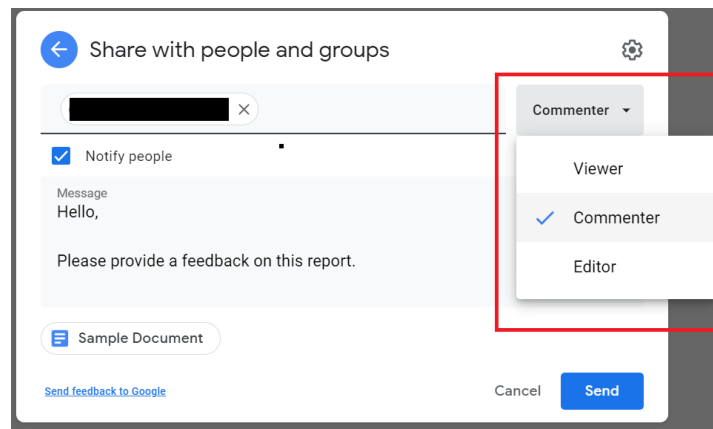 Share with people and groups
Commenter
Notify people
Viewer
Message
Hello,
Commenter
Please provide a feedback on this report.
Editor
Sample Document
Send feedback to Google
Cancel
Send